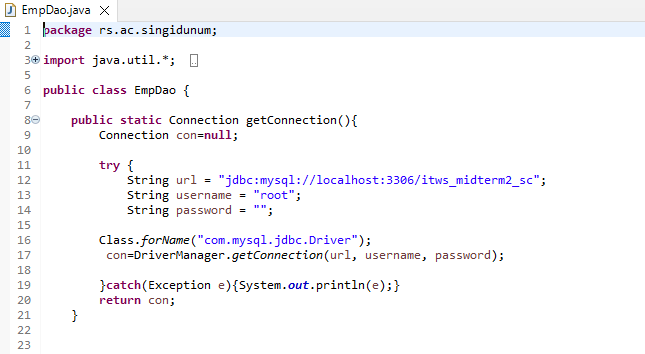 EmpDao.java
1 package rs.ac.singidunum;
2
3 import java.util.*;
5
6 public class EmpDao {
7
8 public static Connection getConnection(){
9 Connection con=null;
10
11 try {
12 String url = "jdbc:mysql://localhost:3306/itws_midterm2_sc";
13 String username = "root";
14 String password = "";
15
16 Class.forName("com.mysql.jdbc.Driver");
17 con=DriverManager.getConnection(url, username, password);
18
19 }catch(Exception e){System.out.println(e);}
20 return con;
21 }
22
23